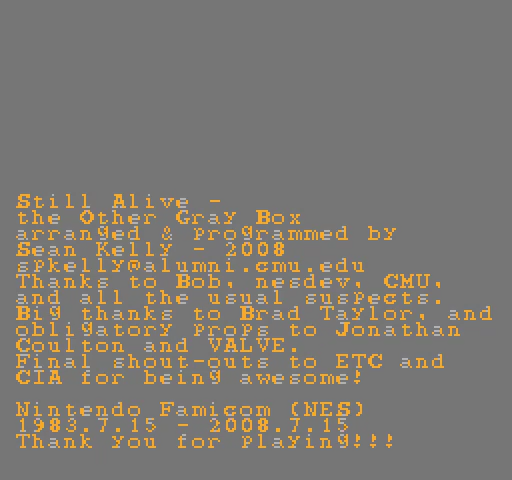 Still Alive -
the Other Gray Box
arranged & Programmed by
Sean Kelly - 2008
spkelly@alumni.cmu.edu
Thanks to Bob, nesdev, CMU,
and all the usual suspects.
Big thanks to Brad Taylor, and
obligatory props to Jonathan
Coulton and VALVE.
Final shout-outs to ETC and
CIA for being awesome!
Nintendo Famicom (NES)
1983.7.15 - 2008.7.15
Thank You for Playing!!!